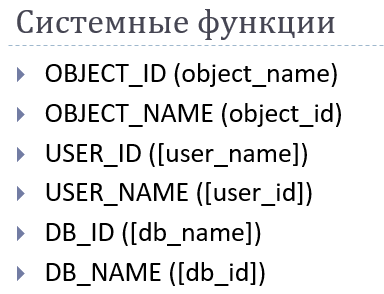 Системные функции
OBJECT_ID (object_name)
OBJECT_NAME (object_id)
USER_ID ([user_name])
USER_NAME ([user_id])
DB_ID ([db_name])
DB_NAME ([db_id])